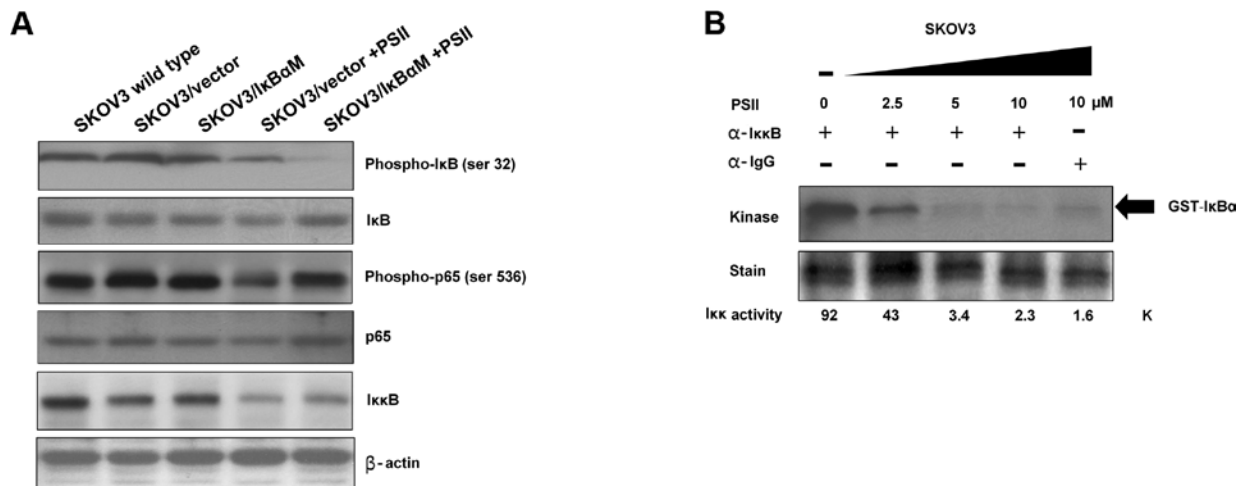 A
SKOV3 wild type
SKOV3/vector
SKOV3/IκBαM
SKOV3/vector +PSII
SKOV3/IκBαM +PSII
Phospho-IκB (ser 32)
IκB
Phospho-p65 (ser 536)
p65
IκκB
β-actin
B
SKOV3
PSII 0 2.5 5 10 10 μM
α-IκκB + + + + -
α-IgG - - - - +
Kinase GST-IκBα
Stain
Iκκ activity 92 43 3.4 2.3 1.6 K